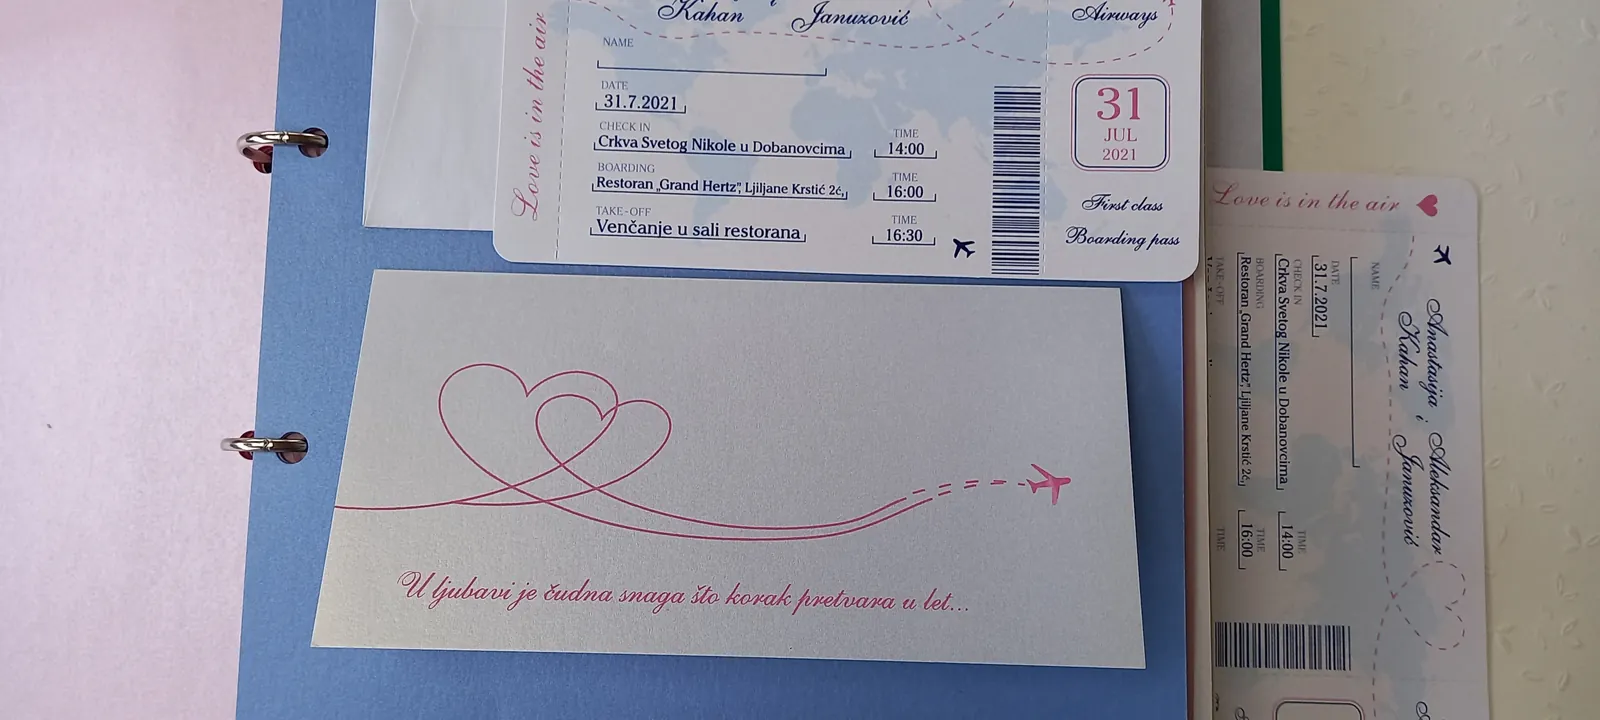 Kahan i Januzović
Airways
Love is in the air
NAME
DATE
31.7.2021
CHECK IN
TIME
Crkva Svetog Nikole u Dobanovcima
14:00
BOARDING
TIME
Restoran „Grand Hertz”, Ljiljane Krstić 2ć,
16:00
TAKE-OFF
TIME
Venčanje u sali restorana
16:30
31
JUL
2021
First class
Boarding pass
U ljubavi je čudna snaga što korak pretvara u let...
Love is in the air
Anastasija i Aleksandar
Kahan Januzović
NAME
DATE
31.7.2021
CHECK IN
TIME
Crkva Svetog Nikole u Dobanovcima
14:00
BOARDING
TIME
Restoran „Grand Hertz”, Ljiljane Krstić 2ć,
16:00
TAKE-OFF
TIME